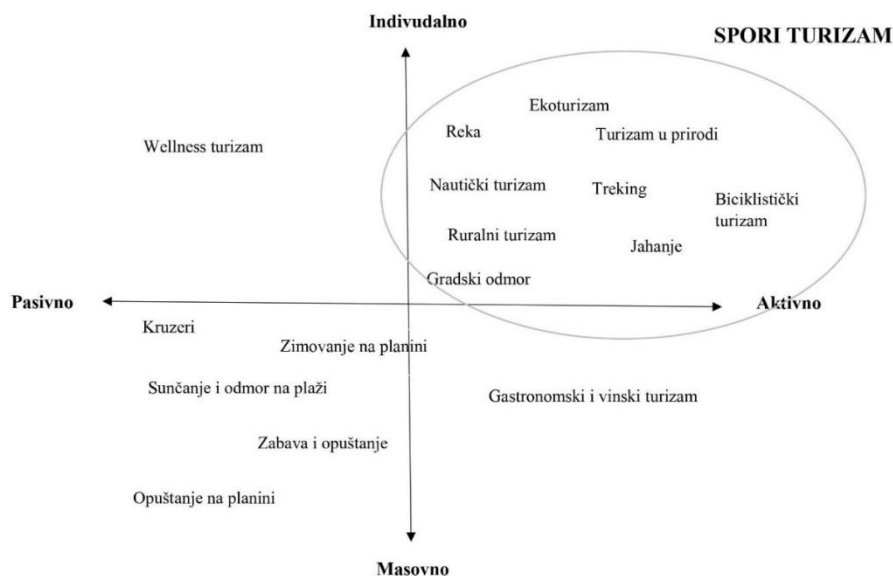 Indivudalno
SPORI TURIZAM
Ekoturizam
Reka
Turizam u prirodi
Wellness turizam
Nautički turizam
Treking
Biciklistički
turizam
Ruralni turizam
Jahanje
Gradski odmor
Pasivno
Aktivno
Kruzeri
Zimovanje na planini
Sunčanje i odmor na plaži
Gastronomski i vinski turizam
Zabava i opuštanje
Opuštanje na planini
Masovno